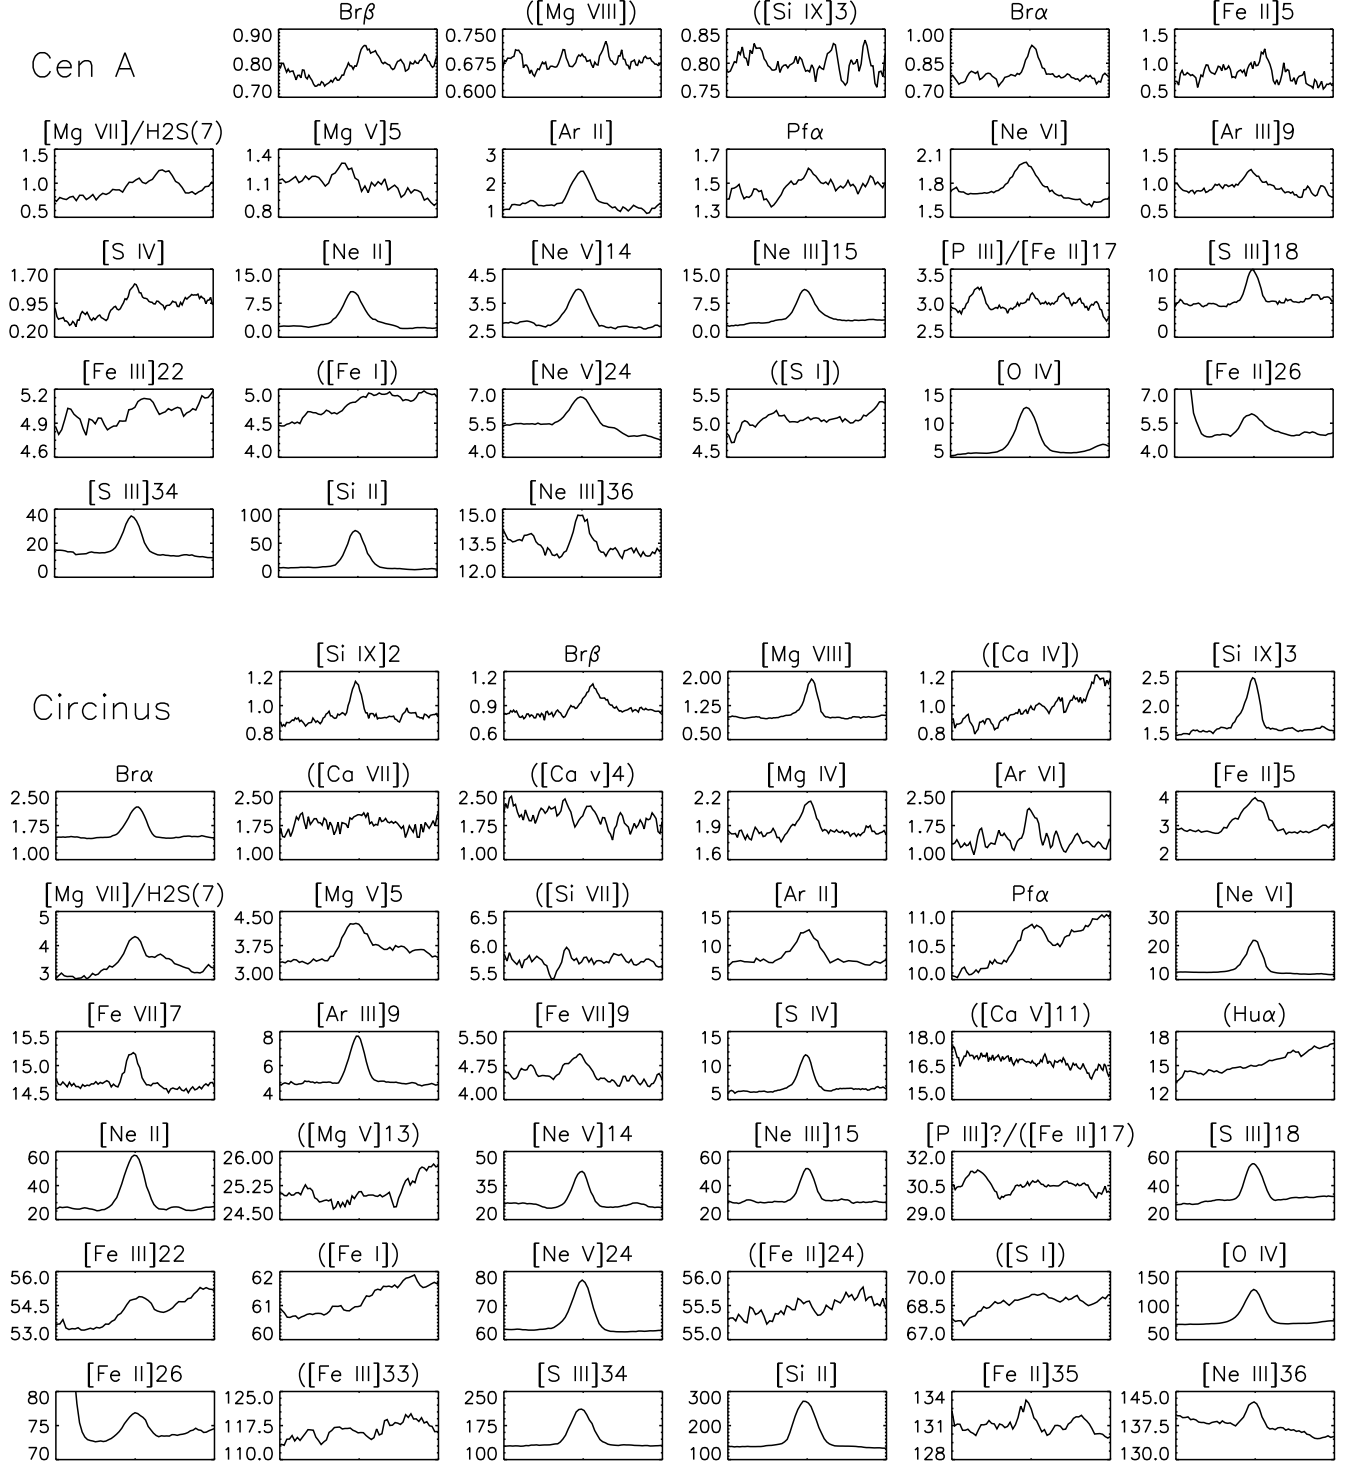 Brβ ([Mg VIII]) ([Si IX]3) Brα [Fe II]5
Cen A
0.90 0.80 0.70
0.750 0.675 0.600
0.85 0.80 0.75
1.00 0.85 0.70
1.5 1.0 0.5
[Mg VII]/H2S(7) [Mg V]5 [Ar II] Pfα [Ne VI] [Ar III]9
1.5 1.0 0.5
1.4 1.1 0.8
3 2 1
1.7 1.5 1.3
2.1 1.8 1.5
1.5 1.0 0.5
[S IV] [Ne II] [Ne V]14 [Ne III]15 [P III]/[Fe II]17 [S III]18
1.70 0.95 0.20
15.0 7.5 0.0
4.5 3.5 2.5
15.0 7.5 0.0
3.5 3.0 2.5
10 5 0
[Fe III]22 ([Fe I]) [Ne V]24 ([S I]) [O IV] [Fe II]26
5.2 4.9 4.6
5.0 4.5 4.0
7.0 5.5 4.0
5.5 5.0 4.5
15 10 5
7.0 5.5 4.0
[S III]34 [Si II] [Ne III]36
40 20 0
100 50 0
15.0 13.5 12.0
[Si IX]2 Brβ [Mg VIII] ([Ca IV]) [Si IX]3
Circinus
1.2 1.0 0.8
1.2 0.9 0.6
2.00 1.25 0.50
1.2 1.0 0.8
2.5 2.0 1.5
Brα ([Ca VII]) ([Ca v]4) [Mg IV] [Ar VI] [Fe II]5
2.50 1.75 1.00
2.50 1.75 1.00
2.50 1.75 1.00
2.2 1.9 1.6
2.50 1.75 1.00
4 3 2
[Mg VII]/H2S(7) [Mg V]5 ([Si VII]) [Ar II] Pfα [Ne VI]
5 4 3
4.50 3.75 3.00
6.5 6.0 5.5
15 10 5
11.0 10.5 10.0
30 20 10
[Fe VII]7 [Ar III]9 [Fe VII]9 [S IV] ([Ca V]11) (Huα)
15.5 15.0 14.5
8 6 4
5.50 4.75 4.00
15 10 5
18.0 16.5 15.0
18 15 12
[Ne II] ([Mg V]13) [Ne V]14 [Ne III]15 [P III]?/([Fe II]17) [S III]18
60 40 20
26.00 25.25 24.50
50 35 20
60 40 20
32.0 30.5 29.0
60 40 20
[Fe III]22 ([Fe I]) [Ne V]24 ([Fe II]24) ([S I]) [O IV]
56.0 54.5 53.0
62 61 60
80 70 60
56.0 55.5 55.0
70.0 68.5 67.0
150 100 50
[Fe II]26 ([Fe III]33) [S III]34 [Si II] [Fe II]35 [Ne III]36
80 75 70
125.0 117.5 110.0
250 175 100
300 200 100
134 131 128
145.0 137.5 130.0